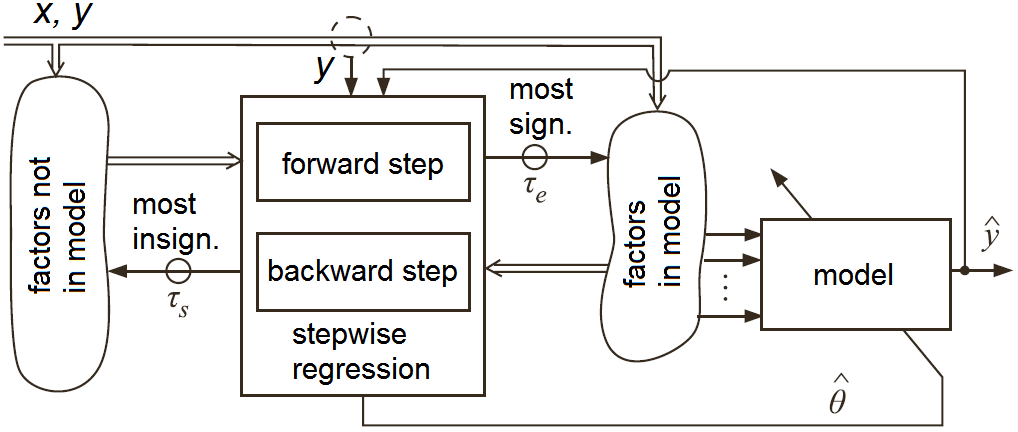 x, y
y
most
sign.
τe
factors not
in model
forward step
most
insign.
τs
backward step
stepwise
regression
factors
in model
⋮
model
ŷ
θ̂